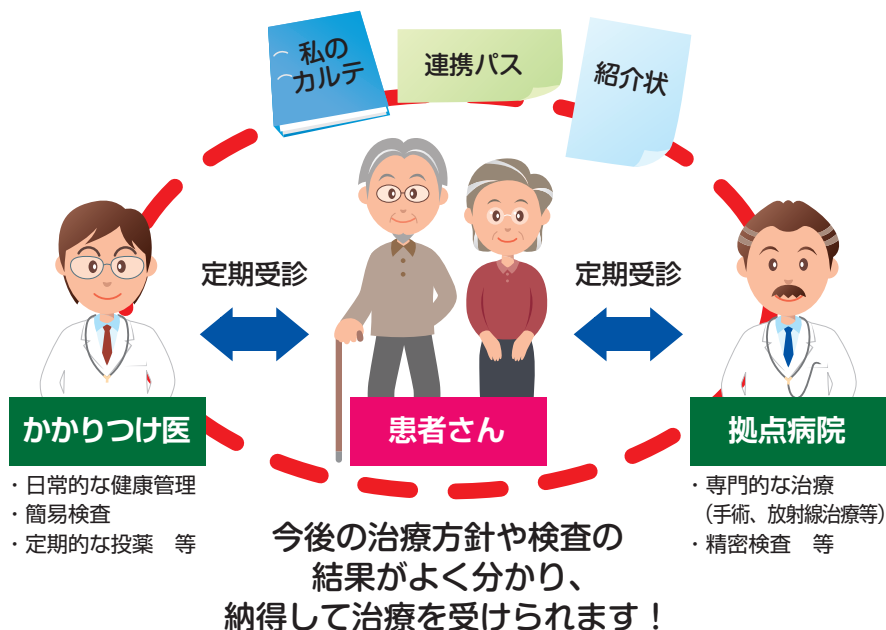 私の
カルテ
連携パス
紹介状
定期受診
定期受診
かかりつけ医
・日常的な健康管理
・簡易検査
・定期的な投薬　等
患者さん
拠点病院
・専門的な治療
（手術、放射線治療等）
・精密検査　等
今後の治療方針や検査の
結果がよく分かり、
納得して治療を受けられます！